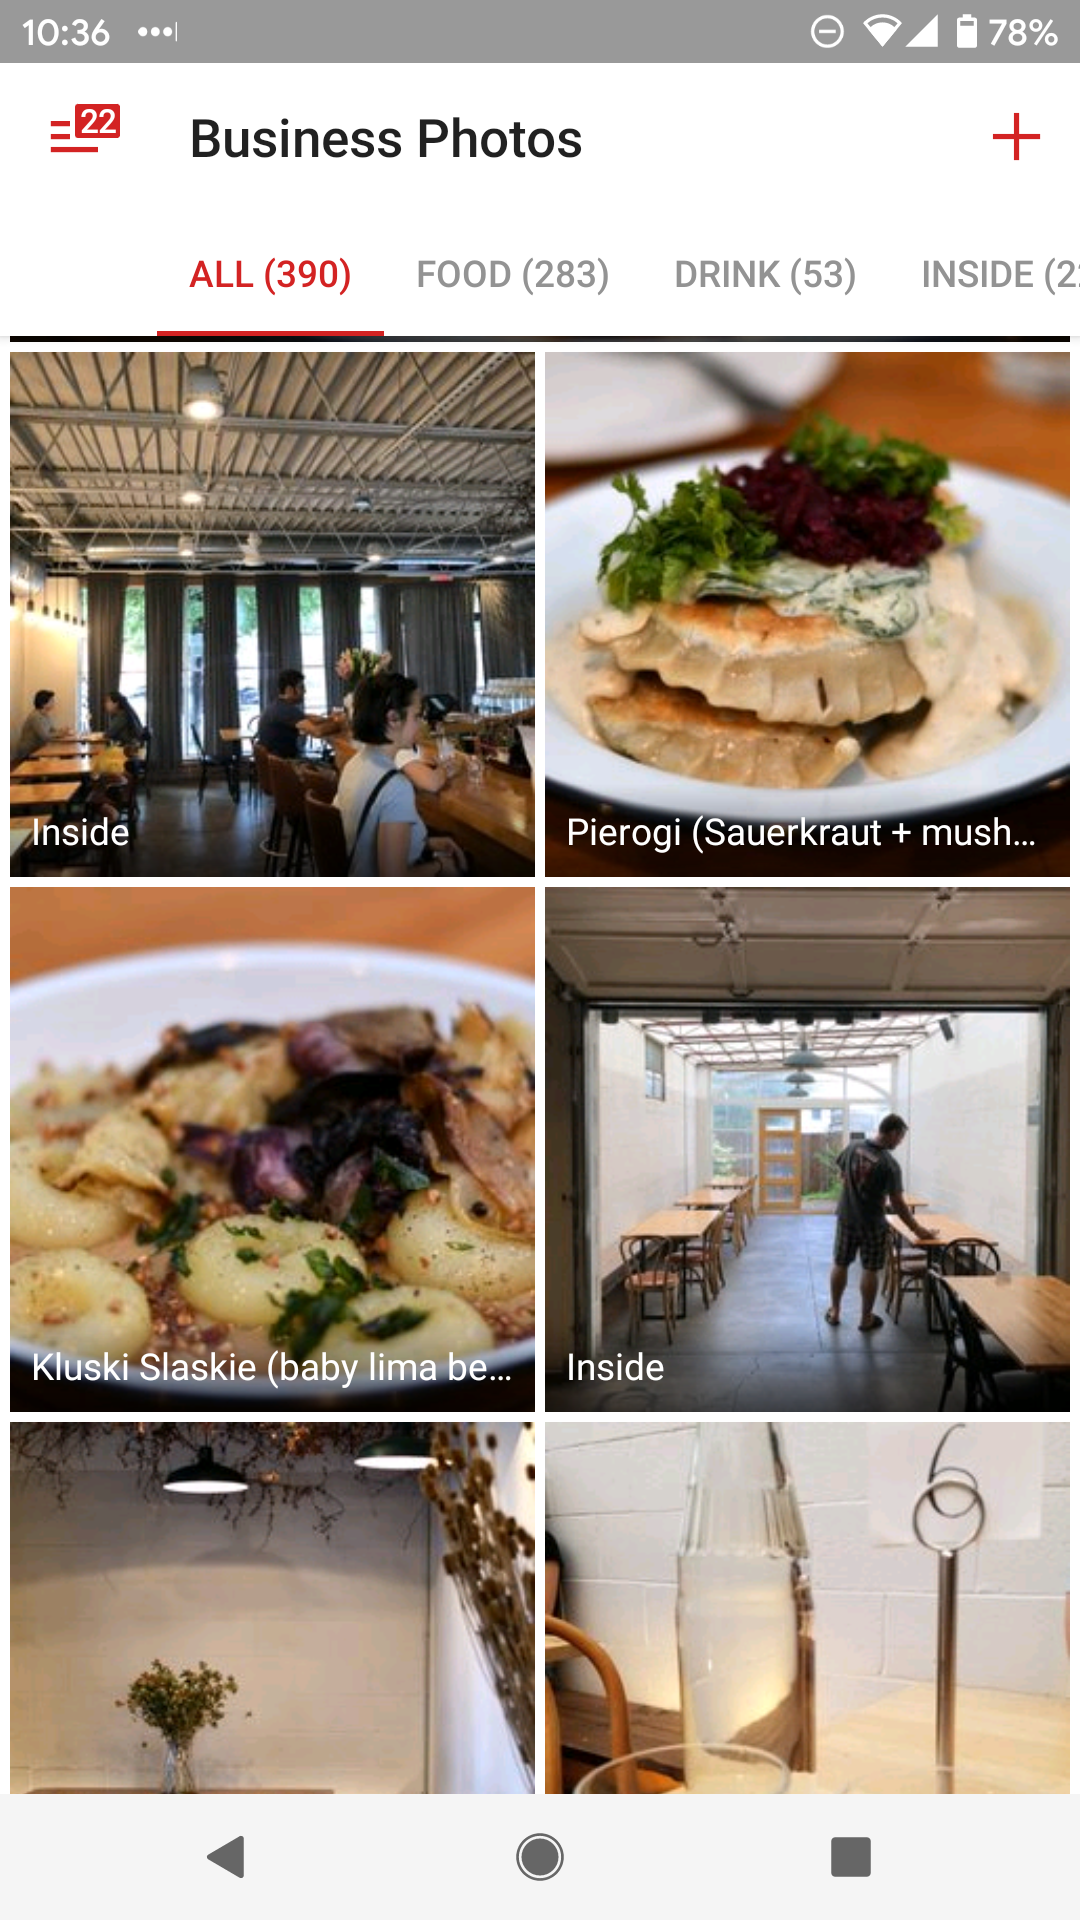 10:36
78%
22
Business Photos
ALL (390)
FOOD (283)
DRINK (53)
INSIDE (2
Inside
Pierogi (Sauerkraut + mush...
Kluski Slaskie (baby lima be...
Inside
6